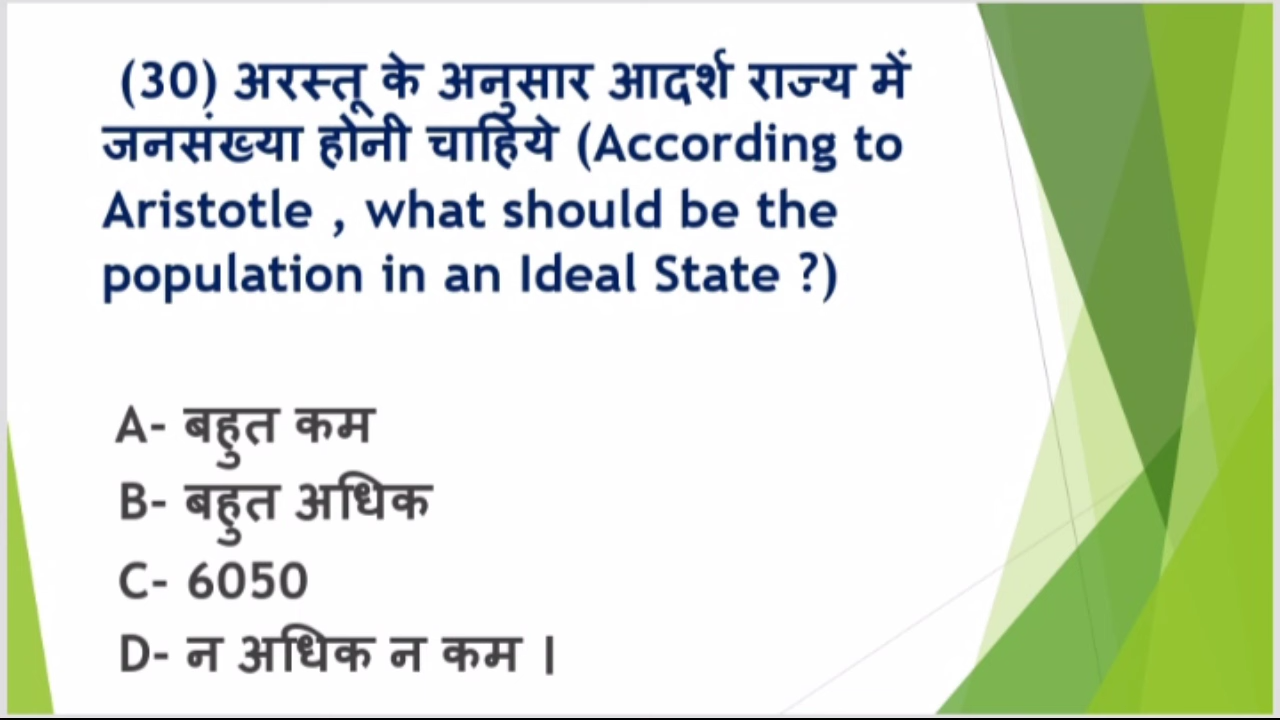 (30) अरस्तू के अनुसार आदर्श राज्य में
जनसंख्या होनी चाहिये (According to
Aristotle , what should be the
population in an Ideal State ?)
A- बहुत कम
B- बहुत अधिक
C- 6050
D- न अधिक न कम ।